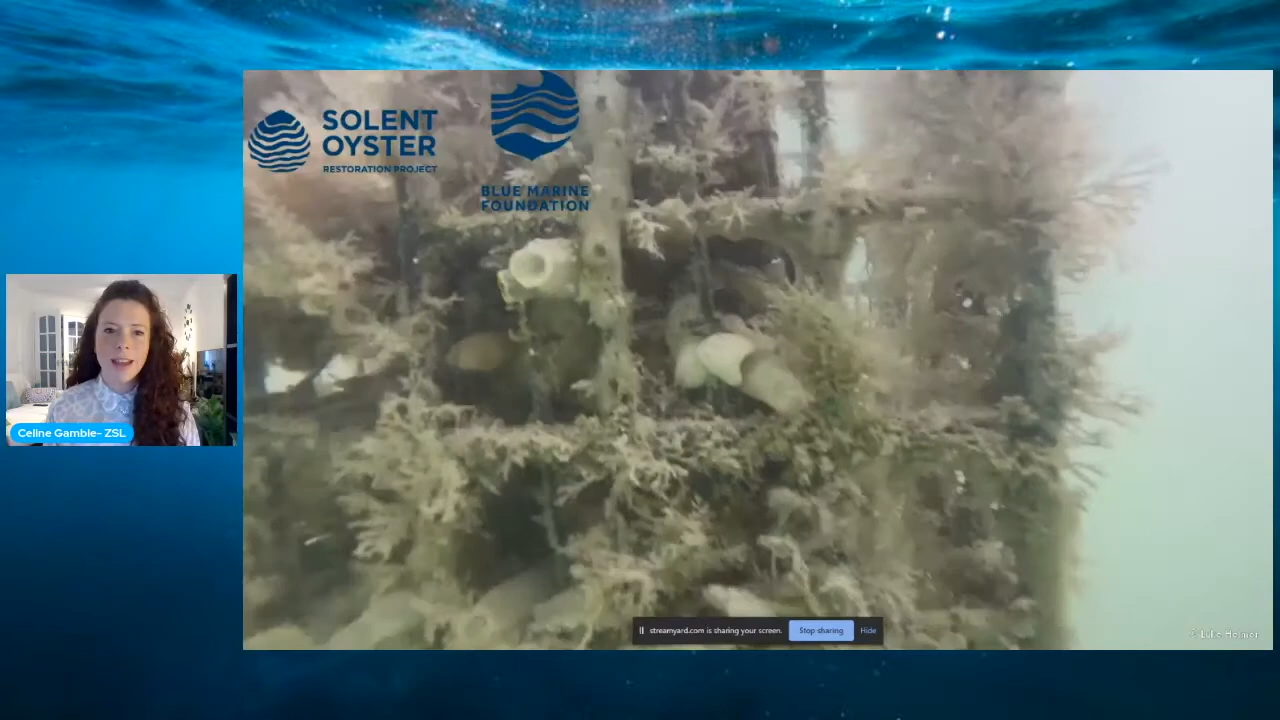 SOLENT
OYSTER
RESTORATION PROJECT
BLUE MARINE
FOUNDATION
Celine Gamble- ZSL
streamyard.com is sharing your screen.
Stop sharing
Hide